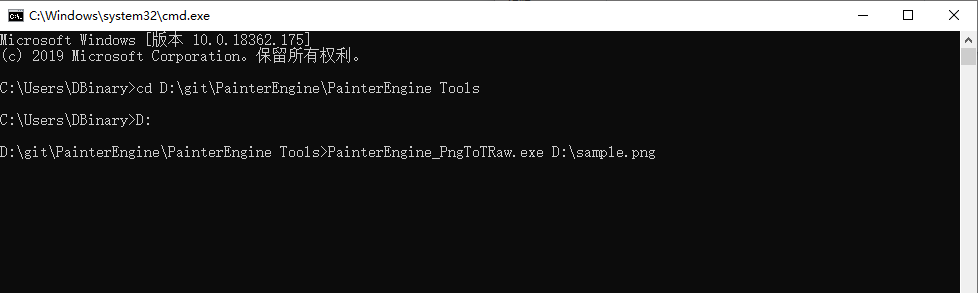 C:\Windows\system32\cmd.exe
Microsoft Windows [版本 10.0.18362.175]
(c) 2019 Microsoft Corporation。保留所有权利。
C:\Users\DBinary>cd D:\git\PainterEngine\PainterEngine Tools
C:\Users\DBinary>D:
D:\git\PainterEngine\PainterEngine Tools>PainterEngine_PngToTRaw.exe D:\sample.png